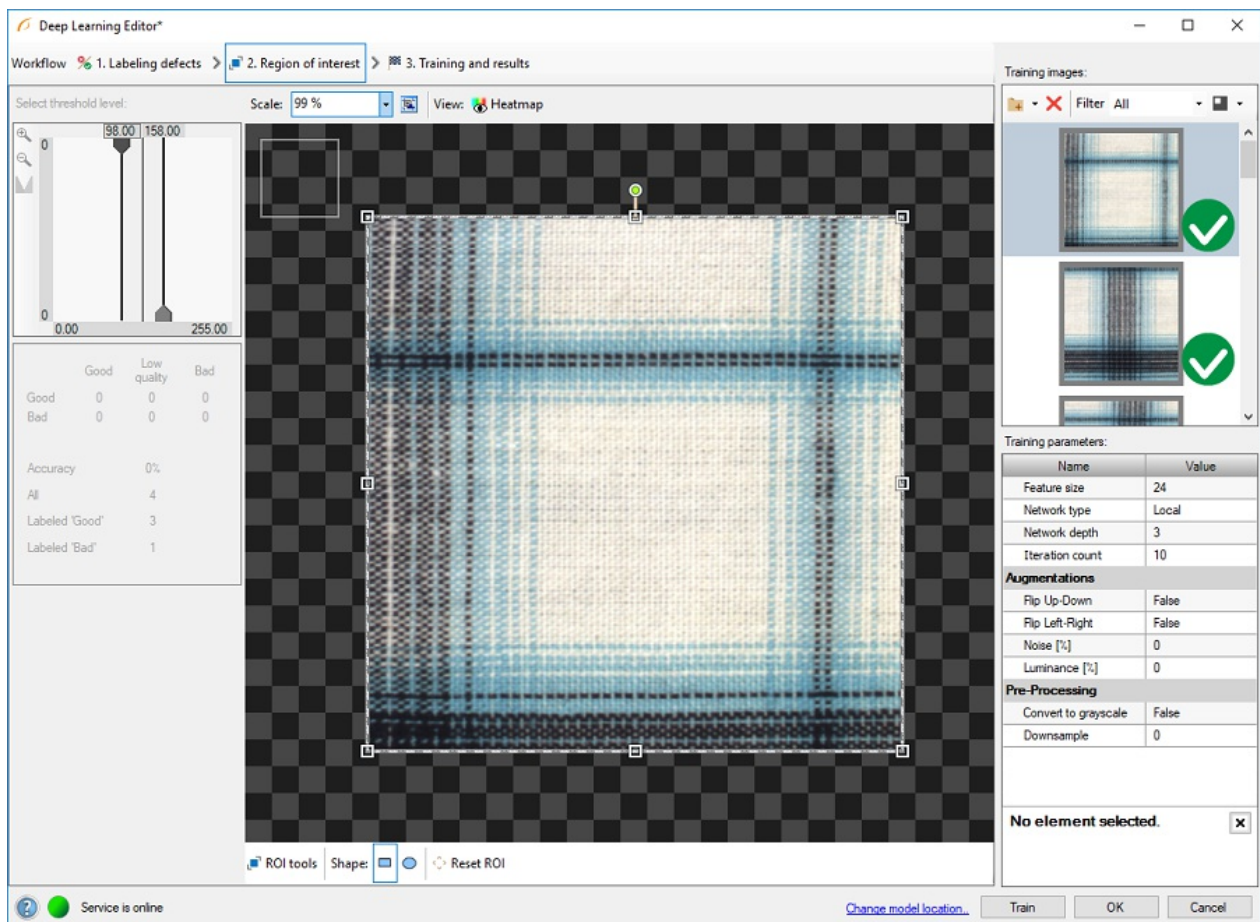 Deep Learning Editor*
Workflow 1. Labeling defects 2. Region of interest 3. Training and results
Select threshold level:
98.00 158.00
0
0
0.00 255.00
Good Low quality Bad
Good 0 0 0
Bad 0 0 0
Accuracy 0%
All 4
Labeled 'Good' 3
Labeled 'Bad' 1
Scale: 99 % View: Heatmap
ROI tools Shape: Reset ROI
Training images:
Filter All
Training parameters:
Name Value
Feature size 24
Network type Local
Network depth 3
Iteration count 10
Augmentations
Flip Up-Down False
Flip Left-Right False
Noise [%] 0
Luminance [%] 0
Pre-Processing
Convert to grayscale False
Downsample 0
No element selected.
Service is online
Change model location..
Train OK Cancel